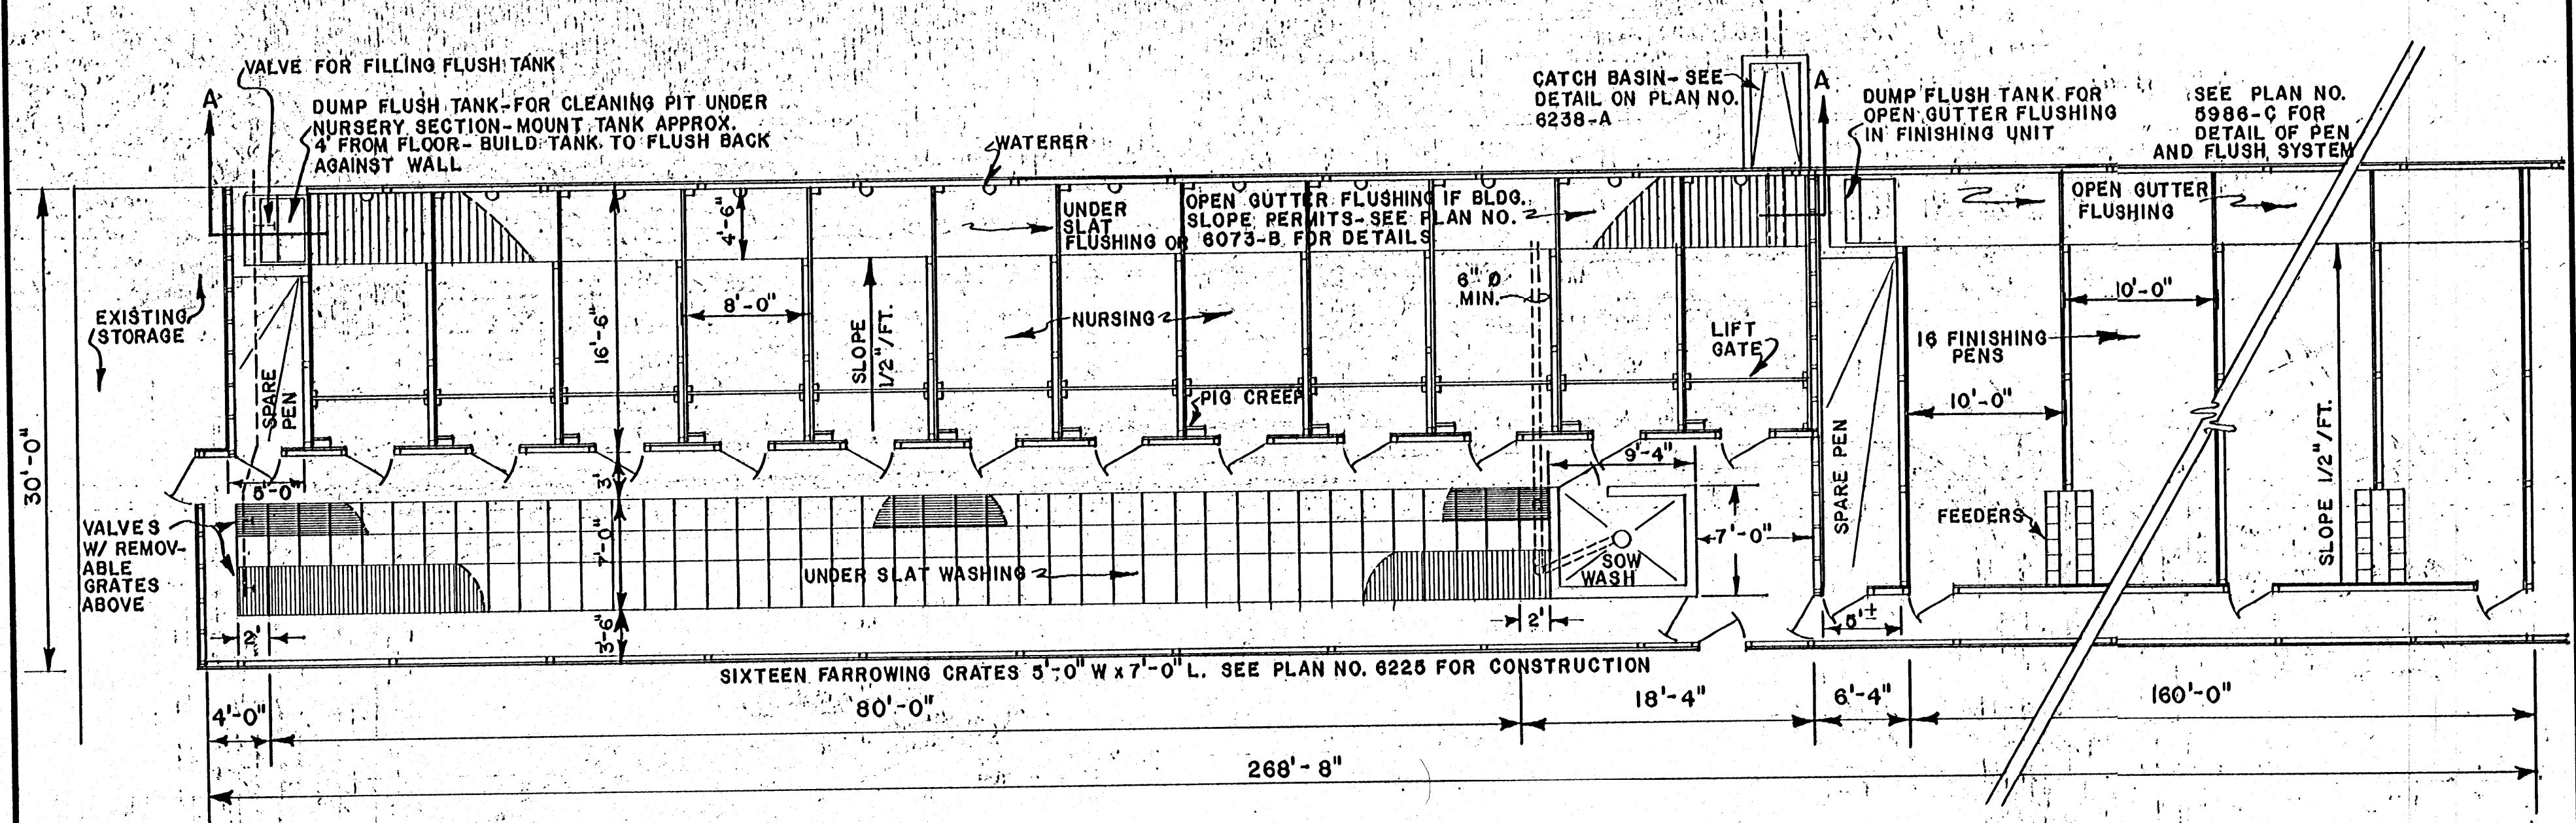 VALVE FOR FILLING FLUSH TANK
DUMP FLUSH TANK-FOR CLEANING PIT UNDER
NURSERY SECTION-MOUNT TANK APPROX.
4' FROM FLOOR- BUILD TANK TO FLUSH BACK
AGAINST WALL
A
WATERER
CATCH BASIN- SEE
DETAIL ON PLAN NO.
6238-A
A
DUMP FLUSH TANK FOR
OPEN GUTTER FLUSHING
IN FINISHING UNIT
SEE PLAN NO.
5986-C FOR
DETAIL OF PEN
AND FLUSH SYSTEM
4'-6"
UNDER
SLAT
FLUSHING OR
OPEN GUTTER FLUSHING IF BLDG.
SLOPE PERMITS-SEE PLAN NO.
6073-B FOR DETAILS
OPEN GUTTER
FLUSHING
EXISTING
STORAGE
SPARE
PEN
16'-6"
8'-0"
SLOPE
1/2"/FT.
NURSING
6" Ø
MIN.
LIFT
GATE
PIG CREEP
16 FINISHING
PENS
10'-0"
10'-0"
SPARE PEN
SLOPE 1/2"/FT.
30'-0"
5'-0"
3'
9'-4"
VALVES
W/ REMOV-
ABLE
GRATES
ABOVE
7'-0"
UNDER SLAT WASHING
SOW
WASH
7'-0"
FEEDERS
2'
3'-6"
2'
5'±
SIXTEEN FARROWING CRATES 5'-0" W x 7'-0" L. SEE PLAN NO. 6225 FOR CONSTRUCTION
4'-0"
80'-0"
18'-4"
6'-4"
160'-0"
268'-8"